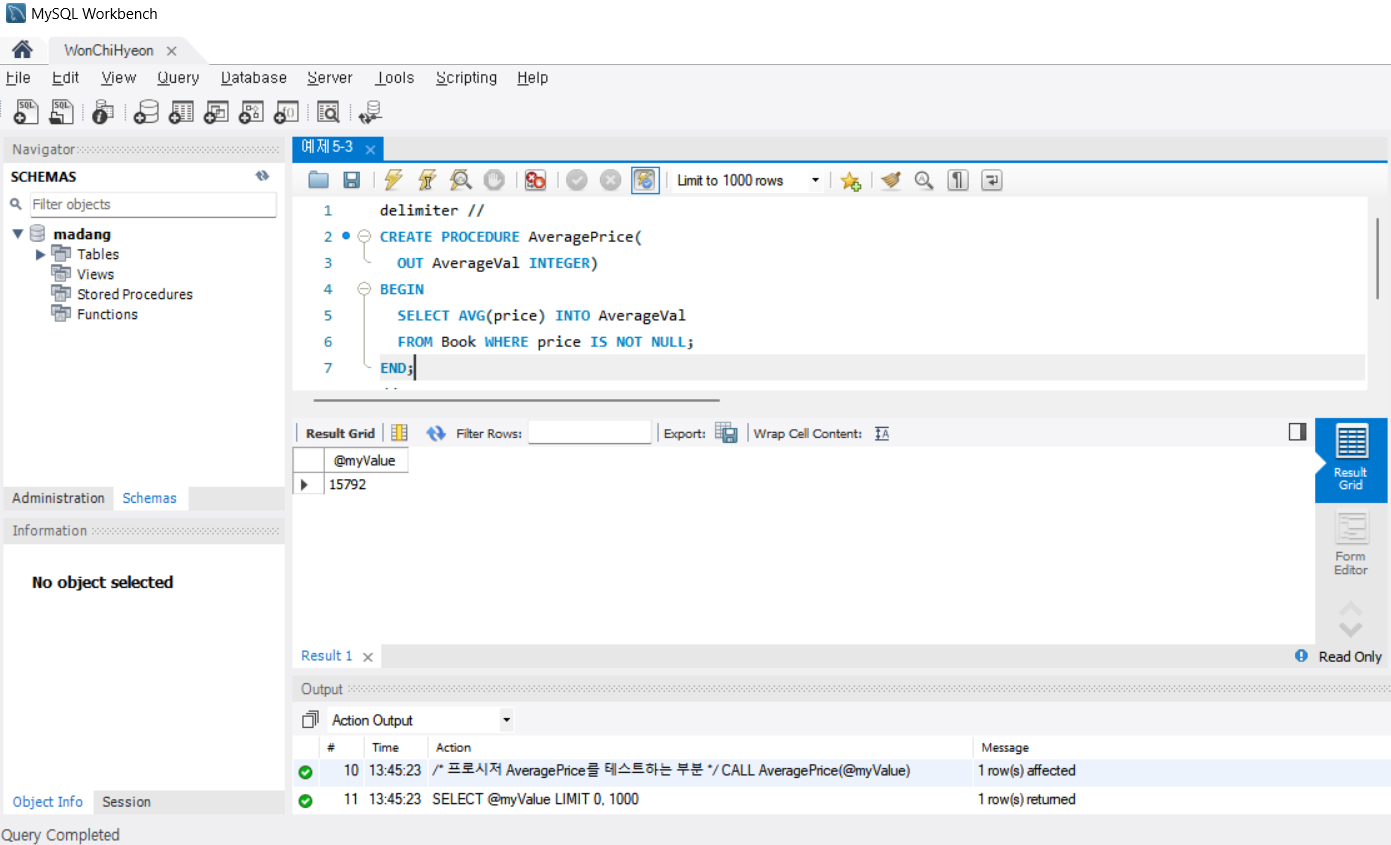 MySQL Workbench
WonChiHyeon
File Edit View Query Database Server Tools Scripting Help
Navigator
SCHEMAS
Filter objects
madang
Tables
Views
Stored Procedures
Functions
Administration Schemas
Information
No object selected
Object Info Session
예제 5-3
Limit to 1000 rows
1 delimiter //
2 CREATE PROCEDURE AveragePrice(
3 OUT AverageVal INTEGER)
4 BEGIN
5 SELECT AVG(price) INTO AverageVal
6 FROM Book WHERE price IS NOT NULL;
7 END;
Result Grid Filter Rows: Export: Wrap Cell Content:
@myValue
15792
Result Grid
Form Editor
Result 1
Read Only
Output
Action Output
# Time Action Message
10 13:45:23 /* 프로시저 AveragePrice를 테스트하는 부분 */ CALL AveragePrice(@myValue) 1 row(s) affected
11 13:45:23 SELECT @myValue LIMIT 0, 1000 1 row(s) returned
Query Completed